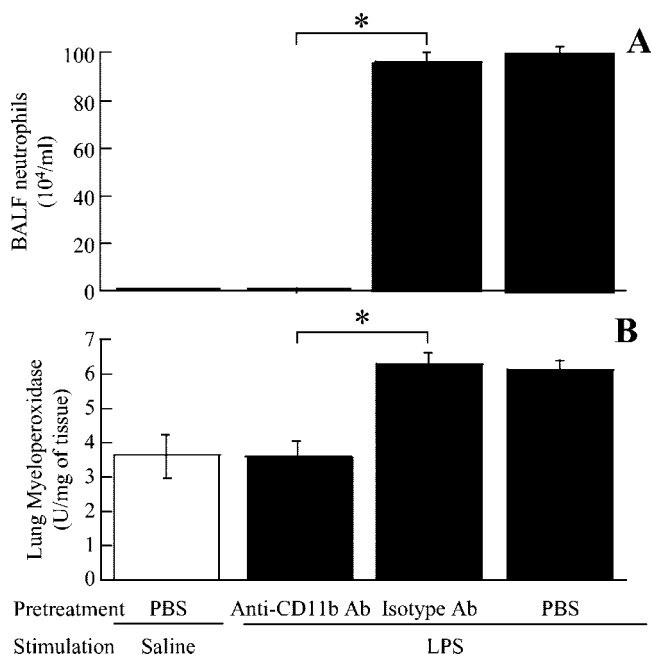 *
A
BALF neutrophils
(10⁴/ml)
100
80
60
40
20
0
*
B
Lung Myeloperoxidase
(U/mg of tissue)
7
6
5
4
3
2
1
0
Pretreatment PBS Anti-CD11b Ab Isotype Ab PBS
Stimulation Saline LPS